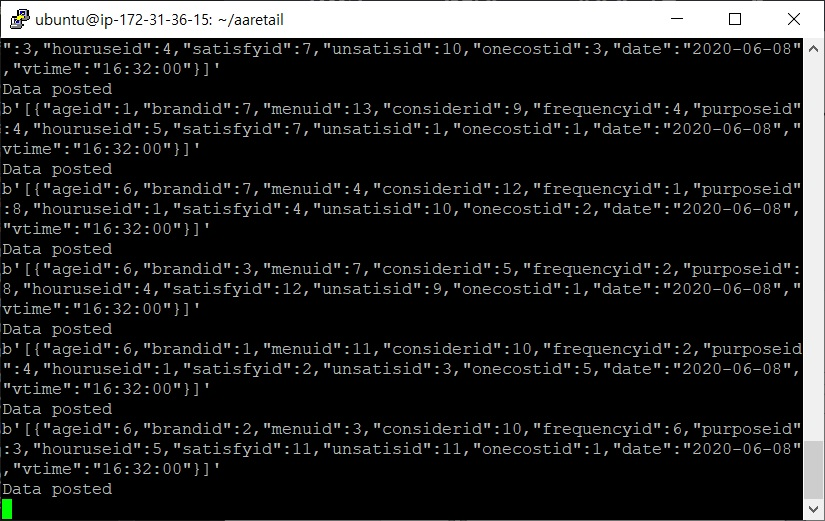 ubuntu@ip-172-31-36-15: ~/aaretail
":3,"houruseid":4,"satisfyid":7,"unsatisid":10,"onecostid":3,"date":"2020-06-08"
,"vtime":"16:32:00"}]'
Data posted
b'[{"ageid":1,"brandid":7,"menuid":13,"considerid":9,"frequencyid":4,"purposeid"
:4,"houruseid":5,"satisfyid":7,"unsatisid":1,"onecostid":1,"date":"2020-06-08","
vtime":"16:32:00"}]'
Data posted
b'[{"ageid":6,"brandid":7,"menuid":4,"considerid":12,"frequencyid":1,"purposeid"
:8,"houruseid":1,"satisfyid":4,"unsatisid":10,"onecostid":2,"date":"2020-06-08",
"vtime":"16:32:00"}]'
Data posted
b'[{"ageid":6,"brandid":3,"menuid":7,"considerid":5,"frequencyid":2,"purposeid":
8,"houruseid":4,"satisfyid":12,"unsatisid":9,"onecostid":1,"date":"2020-06-08","
vtime":"16:32:00"}]'
Data posted
b'[{"ageid":6,"brandid":1,"menuid":11,"considerid":10,"frequencyid":2,"purposeid
":4,"houruseid":1,"satisfyid":2,"unsatisid":3,"onecostid":5,"date":"2020-06-08",
"vtime":"16:32:00"}]'
Data posted
b'[{"ageid":6,"brandid":2,"menuid":3,"considerid":10,"frequencyid":6,"purposeid"
:3,"houruseid":5,"satisfyid":11,"unsatisid":11,"onecostid":1,"date":"2020-06-08"
,"vtime":"16:32:00"}]'
Data posted